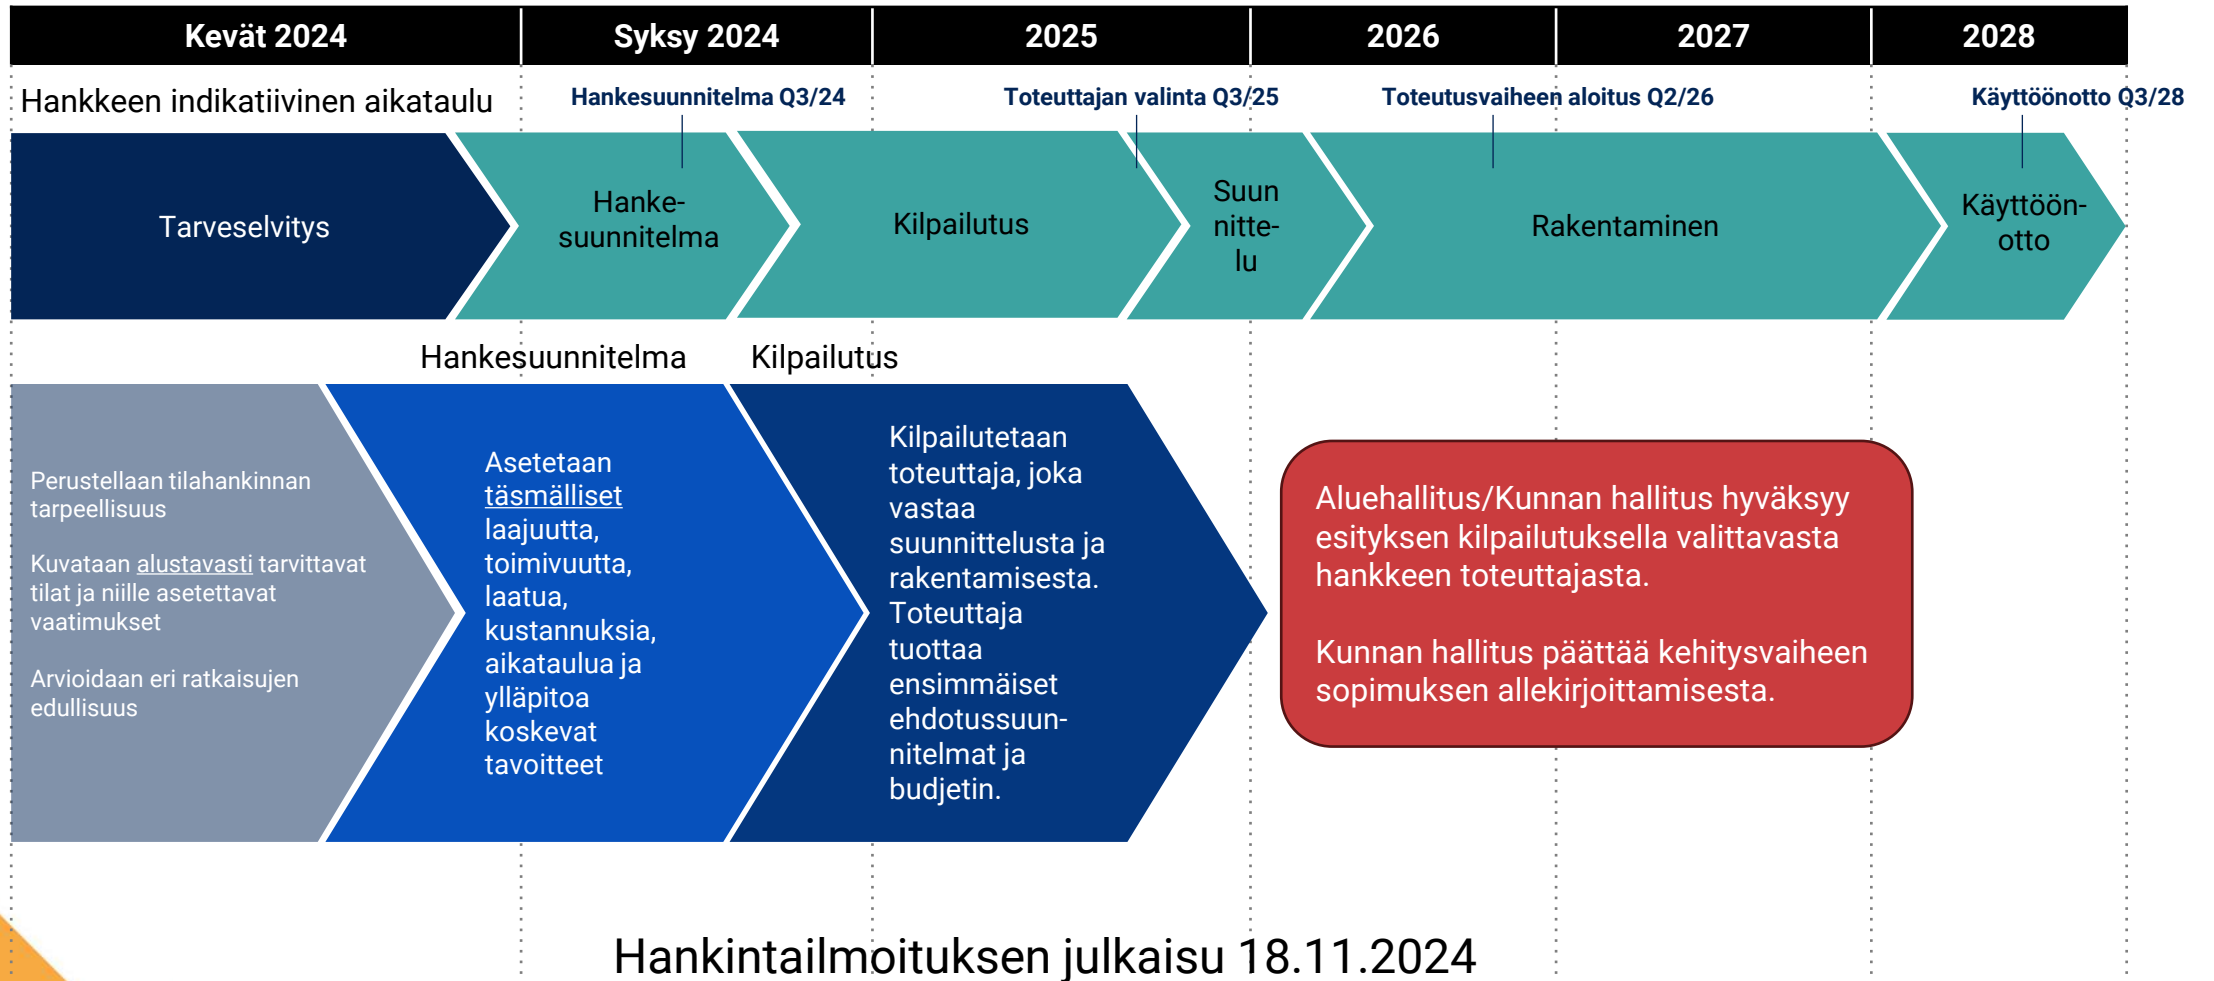 Kevät 2024
Syksy 2024
2025
2026
2027
2028
Hankkeen indikatiivinen aikataulu
Hankesuunnitelma Q3/24
Toteuttajan valinta Q3/25
Toteutusvaiheen aloitus Q2/26
Käyttöönotto Q3/28
Tarveselvitys
Hanke-
suunnitelma
Kilpailutus
Suun
nitte-
lu
Rakentaminen
Käyttöön-
otto
Hankesuunnitelma
Kilpailutus
Perustellaan tilahankinnan
tarpeellisuus
Kuvataan alustavasti tarvittavat
tilat ja niille asetettavat
vaatimukset
Arvioidaan eri ratkaisujen
edullisuus
Asetetaan
täsmälliset
laajuutta,
toimivuutta,
laatua,
kustannuksia,
aikataulua ja
ylläpitoa
koskevat
tavoitteet
Kilpailutetaan
toteuttaja, joka
vastaa
suunnittelusta ja
rakentamisesta.
Toteuttaja
tuottaa
ensimmäiset
ehdotussuun-
nitelmat ja
budjetin.
Aluehallitus/Kunnan hallitus hyväksyy
esityksen kilpailutuksella valittavasta
hankkeen toteuttajasta.
Kunnan hallitus päättää kehitysvaiheen
sopimuksen allekirjoittamisesta.
Hankintailmoituksen julkaisu 18.11.2024